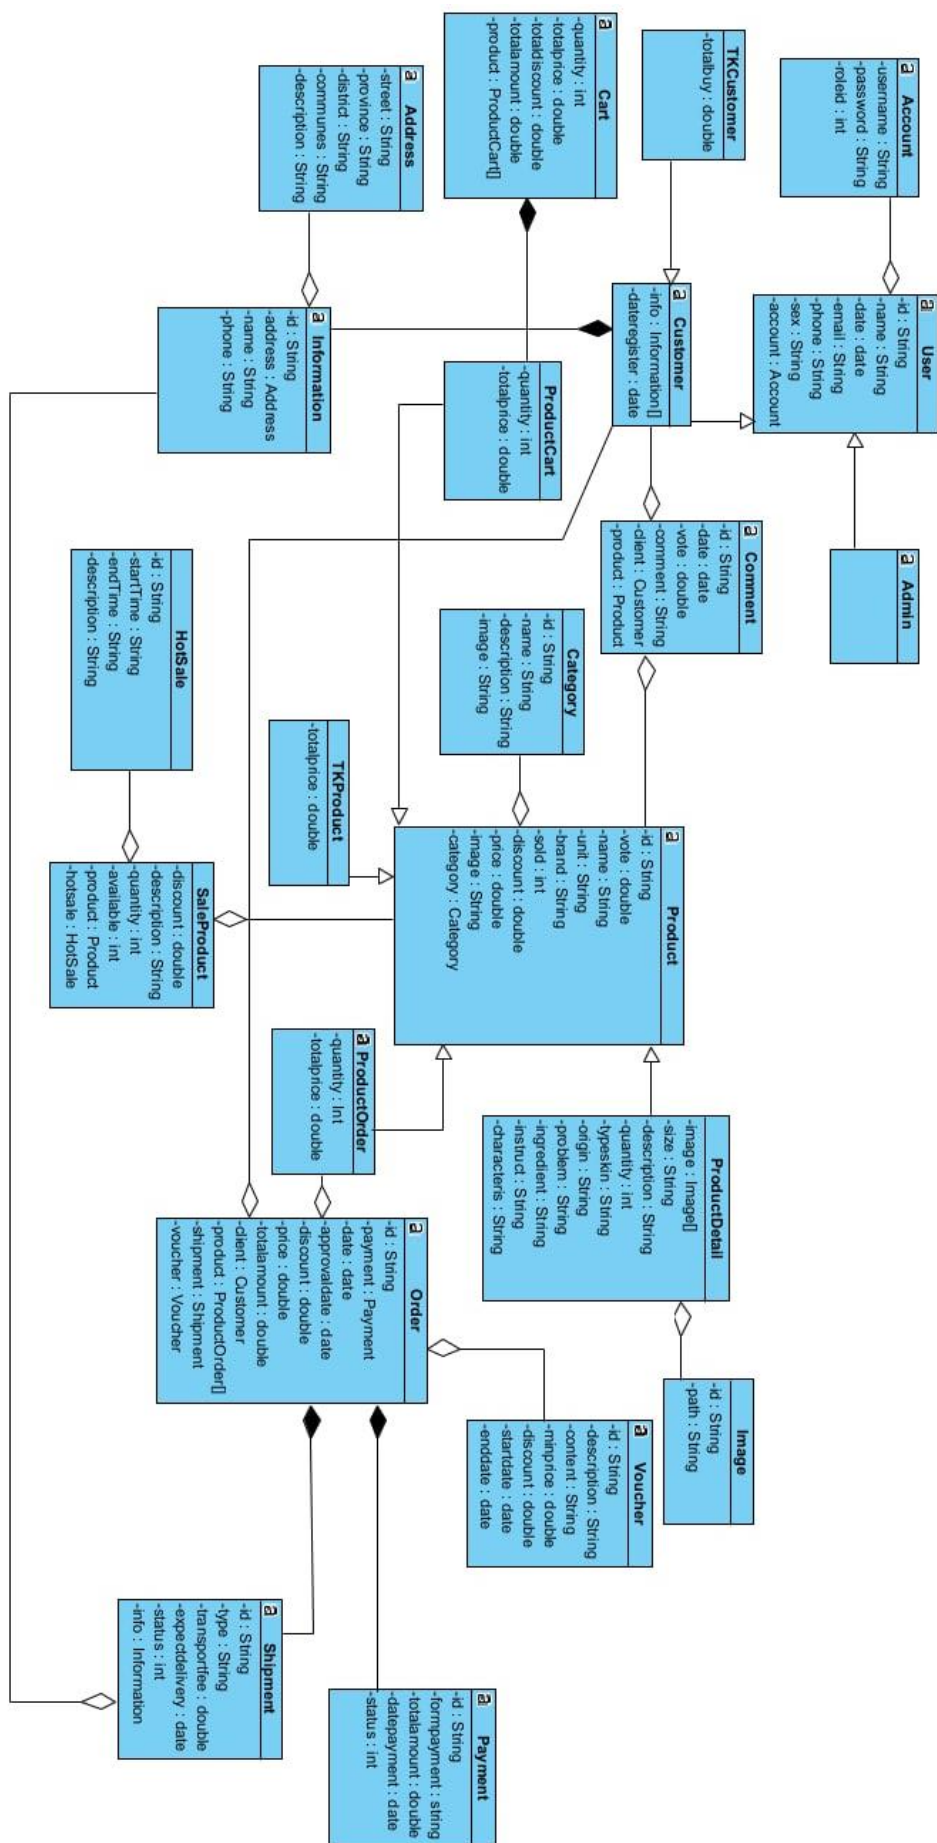 Account
-username : String
-password : String
-roleid : int
User
-id : String
-name : String
-date : date
-email : String
-phone : String
-sex : String
-account : Account
Admin
TKCustomer
-totalbuy : double
Customer
-info : Information[]
-dateregister : date
Comment
-id : String
-date : date
-vote : double
-comment : String
-client : Customer
-product : Product
Cart
-quantity : int
-totalprice : double
-totaldiscount : double
-totalamount : double
-product : ProductCart[]
ProductCart
-quantity : int
-totalprice : double
Category
-id : String
-name : String
-description : String
-image : String
Product
-id : String
-vote : double
-name : String
-unit : String
-brand : String
-sold : int
-discount : double
-price : double
-image : String
-category : Category
ProductDetail
-image : Image[]
-size : String
-description : String
-quantity : int
-typeskin : String
-origin : String
-problem : String
-ingredient : String
-instruct : String
-characteris : String
Image
-id : String
-path : String
Address
-street : String
-province : String
-district : String
-communes : String
-description : String
Information
-id : String
-address : Address
-name : String
-phone : String
TKProduct
-totalprice : double
ProductOrder
-quantity : Int
-totalprice : double
Order
-id : String
-payment : Payment
-date : date
-approvaldate : date
-discount : double
-price : double
-totalamount : double
-client : Customer
-product : ProductOrder[]
-shipment : Shipment
-voucher : Voucher
Voucher
-id : String
-description : String
-content : String
-minprice : double
-discount : double
-startdate : date
-enddate : date
HotSale
-id : String
-startTime : String
-endTime : String
-description : String
SaleProduct
-discount : double
-description : String
-quantity : int
-available : int
-product : Product
-hotsale : HotSale
Shipment
-id : String
-type : String
-transportfee : double
-expectdelivery : date
-status : int
-info : Information
Payment
-id : String
-formpayment : string
-totalamount : double
-datepayment : date
-status : int